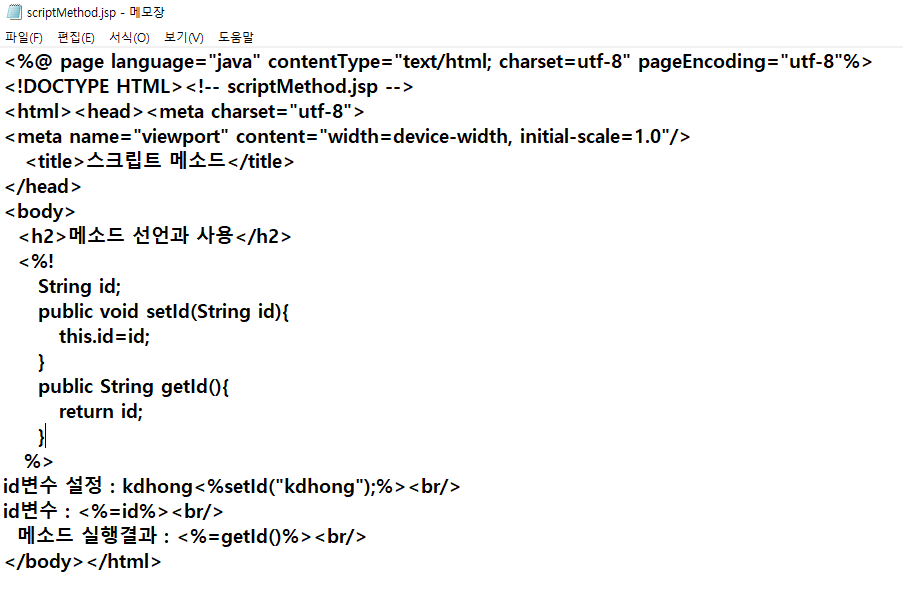 scriptMethod.jsp - 메모장
파일(F) 편집(E) 서식(O) 보기(V) 도움말
<%@ page language="java" contentType="text/html; charset=utf-8" pageEncoding="utf-8"%>
<!DOCTYPE HTML><!-- scriptMethod.jsp -->
<html><head><meta charset="utf-8">
<meta name="viewport" content="width=device-width, initial-scale=1.0"/>
<title>스크립트 메소드</title>
</head>
<body>
<h2>메소드 선언과 사용</h2>
<%!
String id;
public void setId(String id){
this.id=id;
}
public String getId(){
return id;
}
%>
id변수 설정 : kdhong<%setId("kdhong");%><br/>
id변수 : <%=id%><br/>
메소드 실행결과 : <%=getId()%><br/>
</body></html>